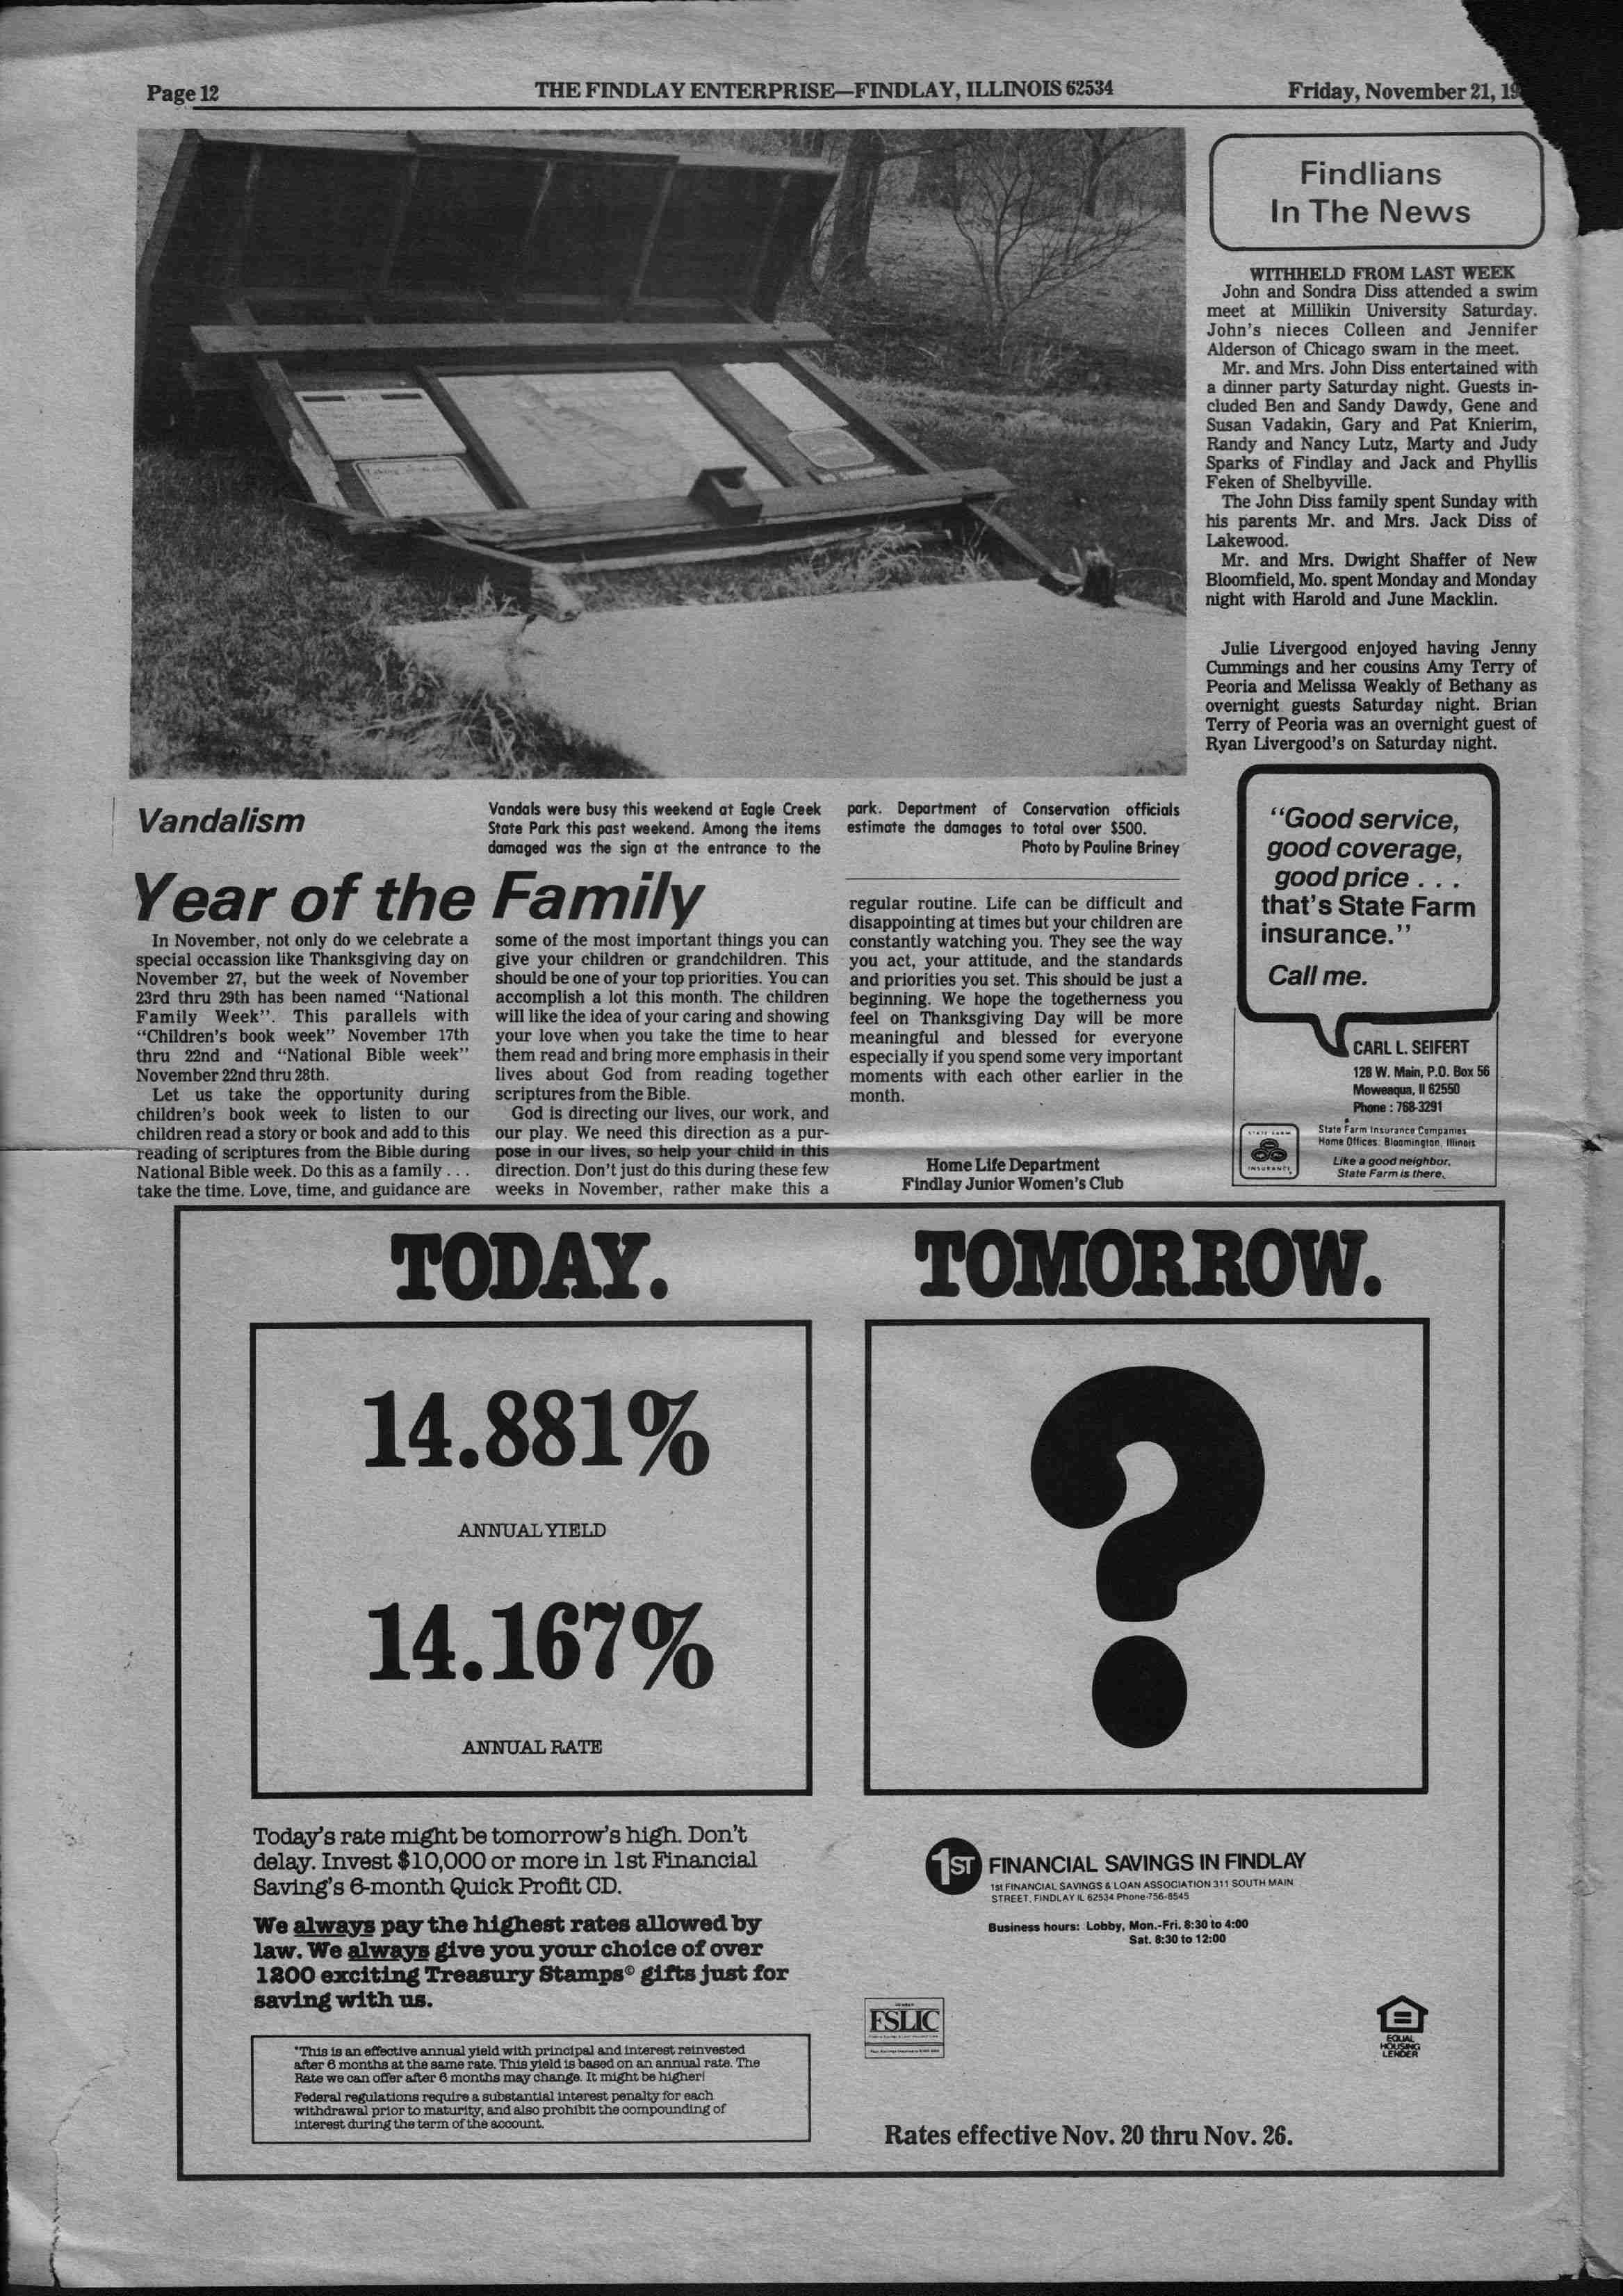 Page 12
THE FINDLAY ENTERPRISE—FINDLAY, ILLINOIS 62534
Friday, November 21,
Findlians
In The News
WITHHELD FROM LAST WEEK
John and Sondra Diss attended a swim
meet at Millikin University Saturday.
John's nieces Colleen and Jennifer
Alderson of Chicago swam in the meet.
Mr. and Mrs. John Diss entertained with
a dinner party Saturday night. Guests in-
cluded Ben and Sandy Dawdy, Gene and
Susan Vadakin, Gary and Pat Knierim,
Randy and Nancy Lutz, Marty and Judy
Sparks of Findlay and Jack and Phyllis
Feken of Shelbyville.
The John Diss family spent Sunday with
his parents Mr. and Mrs. Jack Diss of
Lakewood.
Mr. and Mrs. Dwight Shaffer of New
Bloomfield, Mo. spent Monday and Monday
night with Harold and June Macklin.
Julie Livergood enjoyed having Jenny
Cummings and her cousins Amy Terry of
Peoria and Melissa Weakly of Bethany as
overnight guests Saturday night. Brian
Terry of Peoria was an overnight guest of
Ryan Livergood's on Saturday night.
Vandalism
Vandals were busy this weekend at Eagle Creek
State Park this past weekend. Among the items
damaged was the sign at the entrance to the
park. Department of Conservation officials
estimate the damages to total over $500.
Photo by Pauline Briney
Year of the Family
In November, not only do we celebrate a
special occassion like Thanksgiving day on
November 27, but the week of November
23rd thru 29th has been named "National
Family Week". This parallels with
"Children's book week" November 17th
thru 22nd and "National Bible week"
November 22nd thru 28th.
Let us take the opportunity during
children's book week to listen to our
children read a story or book and add to this
reading of scriptures from the Bible during
National Bible week. Do this as a family . . .
take the time. Love, time, and guidance are
some of the most important things you can
give your children or grandchildren. This
should be one of your top priorities. You can
accomplish a lot this month. The children
will like the idea of your caring and showing
your love when you take the time to hear
them read and bring more emphasis in their
lives about God from reading together
scriptures from the Bible.
God is directing our lives, our work, and
our play. We need this direction as a pur-
pose in our lives, so help your child in this
direction. Don't just do this during these few
weeks in November, rather make this a
regular routine. Life can be difficult and
disappointing at times but your children are
constantly watching you. They see the way
you act, your attitude, and the standards
and priorities you set. This should be just a
beginning. We hope the togetherness you
feel on Thanksgiving Day will be more
meaningful and blessed for everyone
especially if you spend some very important
moments with each other earlier in the
month.
Home Life Department
Findlay Junior Women's Club
"Good service,
good coverage,
good price . . .
that's State Farm
insurance."
Call me.
CARL L. SEIFERT
128 W. Main, P.O. Box 56
Moweaqua, Il 62550
Phone : 768-3291
STATE FARM
INSURANCE
State Farm Insurance Companies
Home Offices: Bloomington, Illinois
Like a good neighbor,
State Farm is there.
TODAY.
14.881%
ANNUAL YIELD
14.167%
ANNUAL RATE
TOMORROW.
?
Today's rate might be tomorrow's high. Don't
delay. Invest $10,000 or more in 1st Financial
Saving's 6-month Quick Profit CD.
We always pay the highest rates allowed by
law. We always give you your choice of over
1200 exciting Treasury Stamps© gifts just for
saving with us.
*This is an effective annual yield with principal and interest reinvested
after 6 months at the same rate. This yield is based on an annual rate. The
Rate we can offer after 6 months may change. It might be higher!
Federal regulations require a substantial interest penalty for each
withdrawal prior to maturity, and also prohibit the compounding of
interest during the term of the account.
1ST FINANCIAL SAVINGS IN FINDLAY
1st FINANCIAL SAVINGS & LOAN ASSOCIATION 311 SOUTH MAIN
STREET, FINDLAY IL 62534 Phone-756-8545
Business hours: Lobby, Mon.-Fri. 8:30 to 4:00
Sat. 8:30 to 12:00
MEMBER
FSLIC
EQUAL
HOUSING
LENDER
Rates effective Nov. 20 thru Nov. 26.